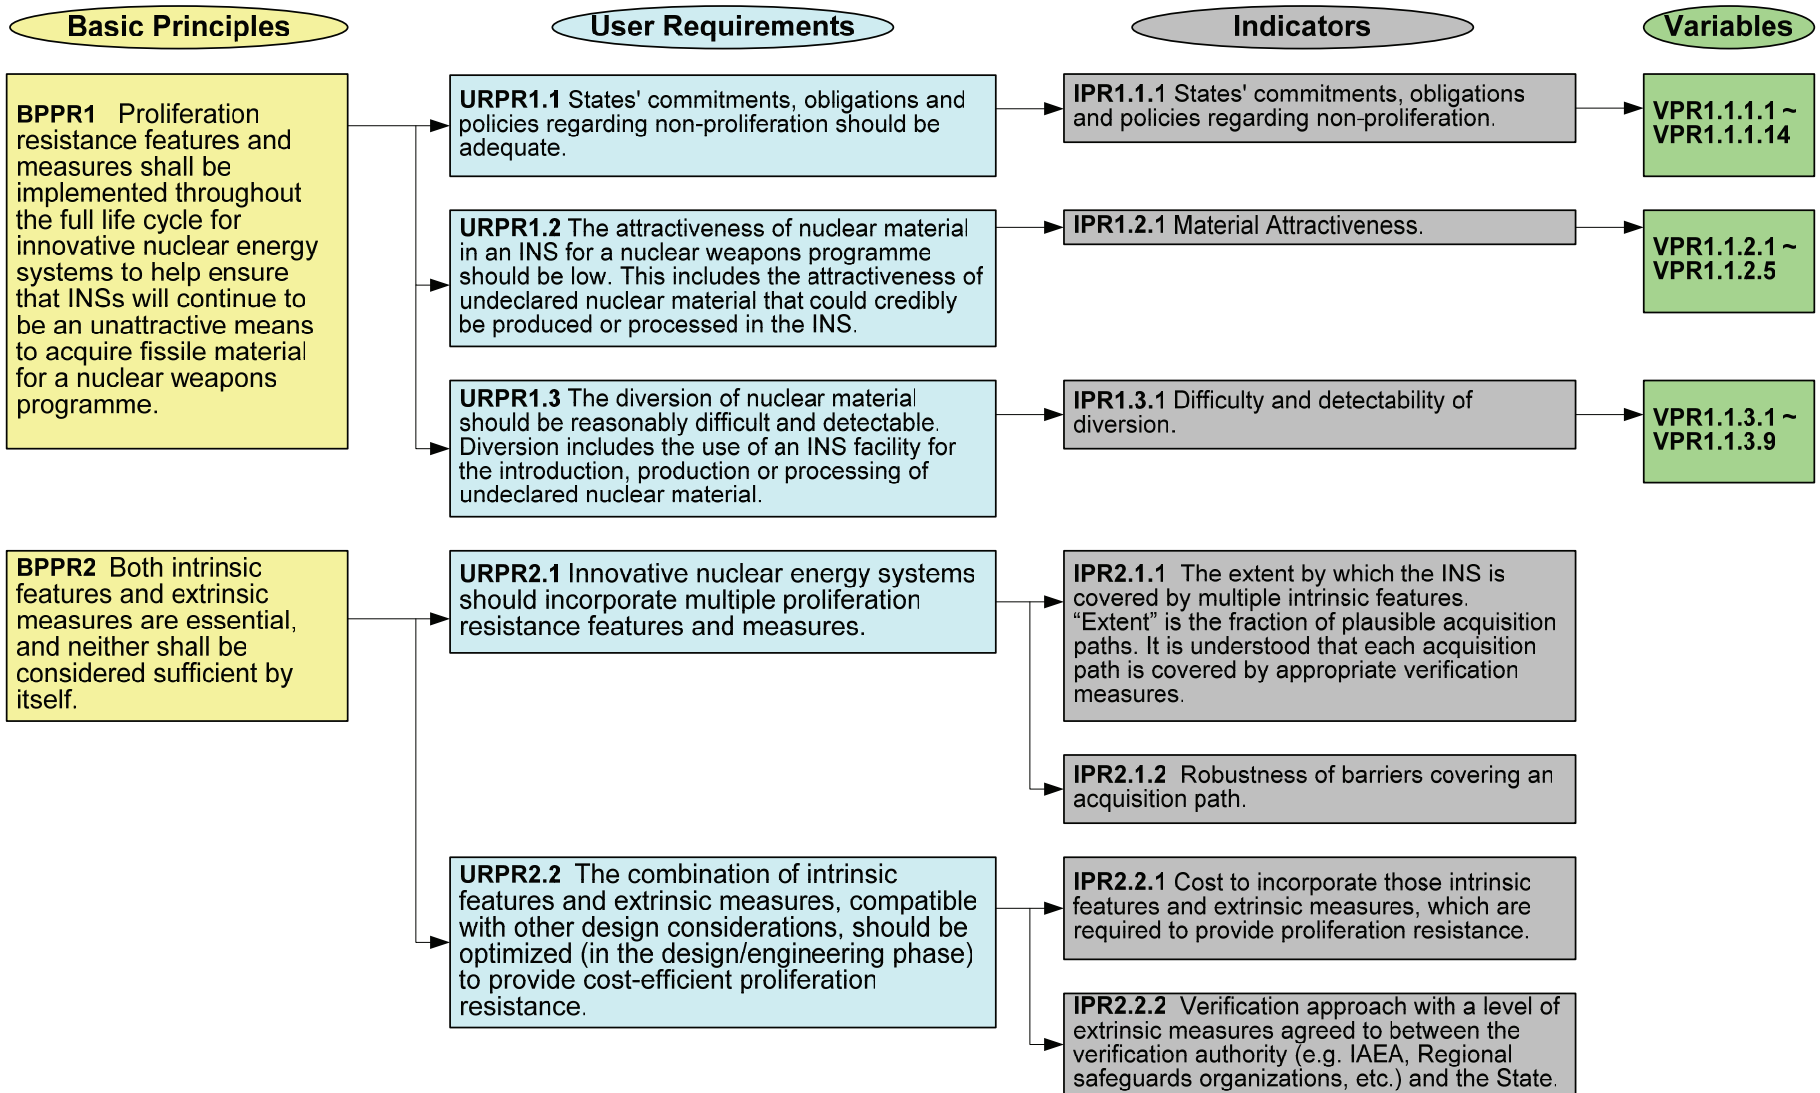 Basic Principles
User Requirements
Indicators
Variables
BPPR1 Proliferation
resistance features and
measures shall be
implemented throughout
the full life cycle for
innovative nuclear energy
systems to help ensure
that INSs will continue to
be an unattractive means
to acquire fissile material
for a nuclear weapons
programme.
URPR1.1 States' commitments, obligations and
policies regarding non-proliferation should be
adequate.
IPR1.1.1 States' commitments, obligations
and policies regarding non-proliferation.
VPR1.1.1.1 ~
VPR1.1.1.14
URPR1.2 The attractiveness of nuclear material
in an INS for a nuclear weapons programme
should be low. This includes the attractiveness of
undeclared nuclear material that could credibly
be produced or processed in the INS.
IPR1.2.1 Material Attractiveness.
VPR1.1.2.1 ~
VPR1.1.2.5
URPR1.3 The diversion of nuclear material
should be reasonably difficult and detectable.
Diversion includes the use of an INS facility for
the introduction, production or processing of
undeclared nuclear material.
IPR1.3.1 Difficulty and detectability of
diversion.
VPR1.1.3.1 ~
VPR1.1.3.9
BPPR2 Both intrinsic
features and extrinsic
measures are essential,
and neither shall be
considered sufficient by
itself.
URPR2.1 Innovative nuclear energy systems
should incorporate multiple proliferation
resistance features and measures.
IPR2.1.1 The extent by which the INS is
covered by multiple intrinsic features.
“Extent” is the fraction of plausible acquisition
paths. It is understood that each acquisition
path is covered by appropriate verification
measures.
IPR2.1.2 Robustness of barriers covering an
acquisition path.
URPR2.2 The combination of intrinsic
features and extrinsic measures, compatible
with other design considerations, should be
optimized (in the design/engineering phase)
to provide cost-efficient proliferation
resistance.
IPR2.2.1 Cost to incorporate those intrinsic
features and extrinsic measures, which are
required to provide proliferation resistance.
IPR2.2.2 Verification approach with a level of
extrinsic measures agreed to between the
verification authority (e.g. IAEA, Regional
safeguards organizations, etc.) and the State.